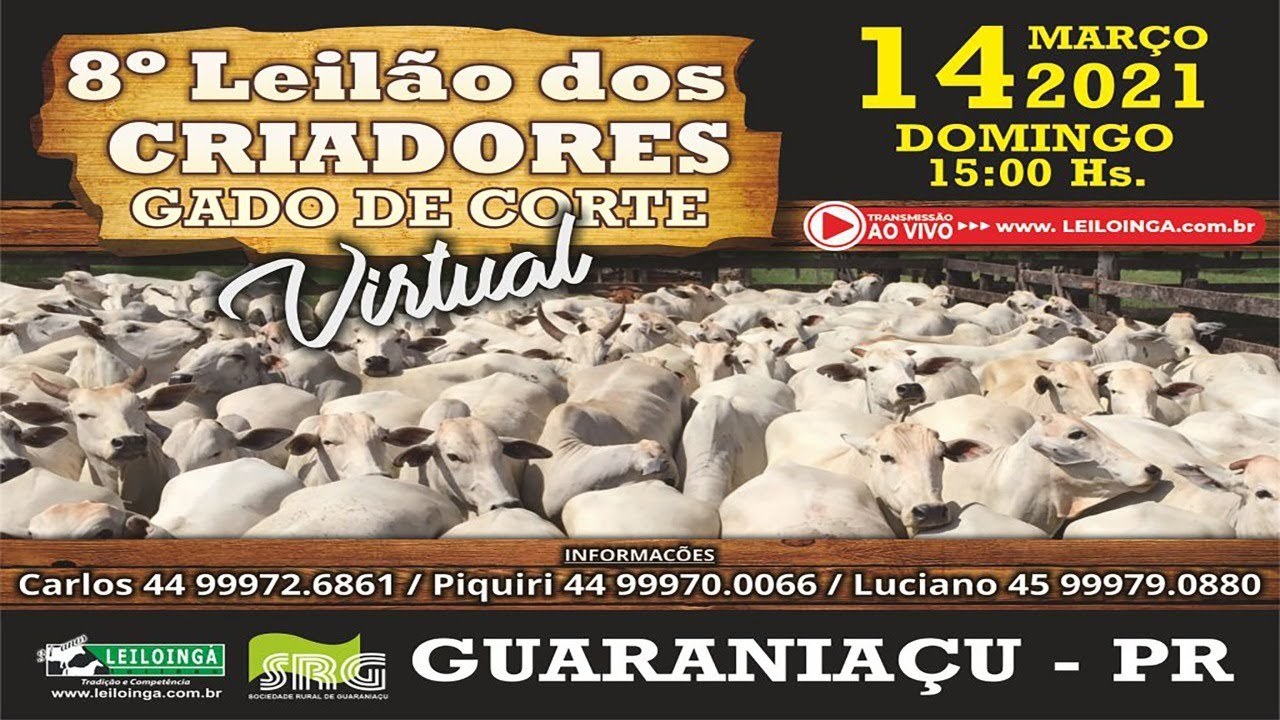 8º Leilão dos
CRIADORES
GADO DE CORTE
Virtual
14 MARÇO
2021
DOMINGO
15:00 Hs.
TRANSMISSÃO
AO VIVO www. LEILOINGA.com.br
INFORMACÕES
Carlos 44 99972.6861 / Piquiri 44 99970.0066 / Luciano 45 99979.0880
LEILOINGÁ
Tradição e Competência
www.leiloinga.com.br
SRG
SOCIEDADE RURAL DE GUARANIAÇU
GUARANIAÇU - PR